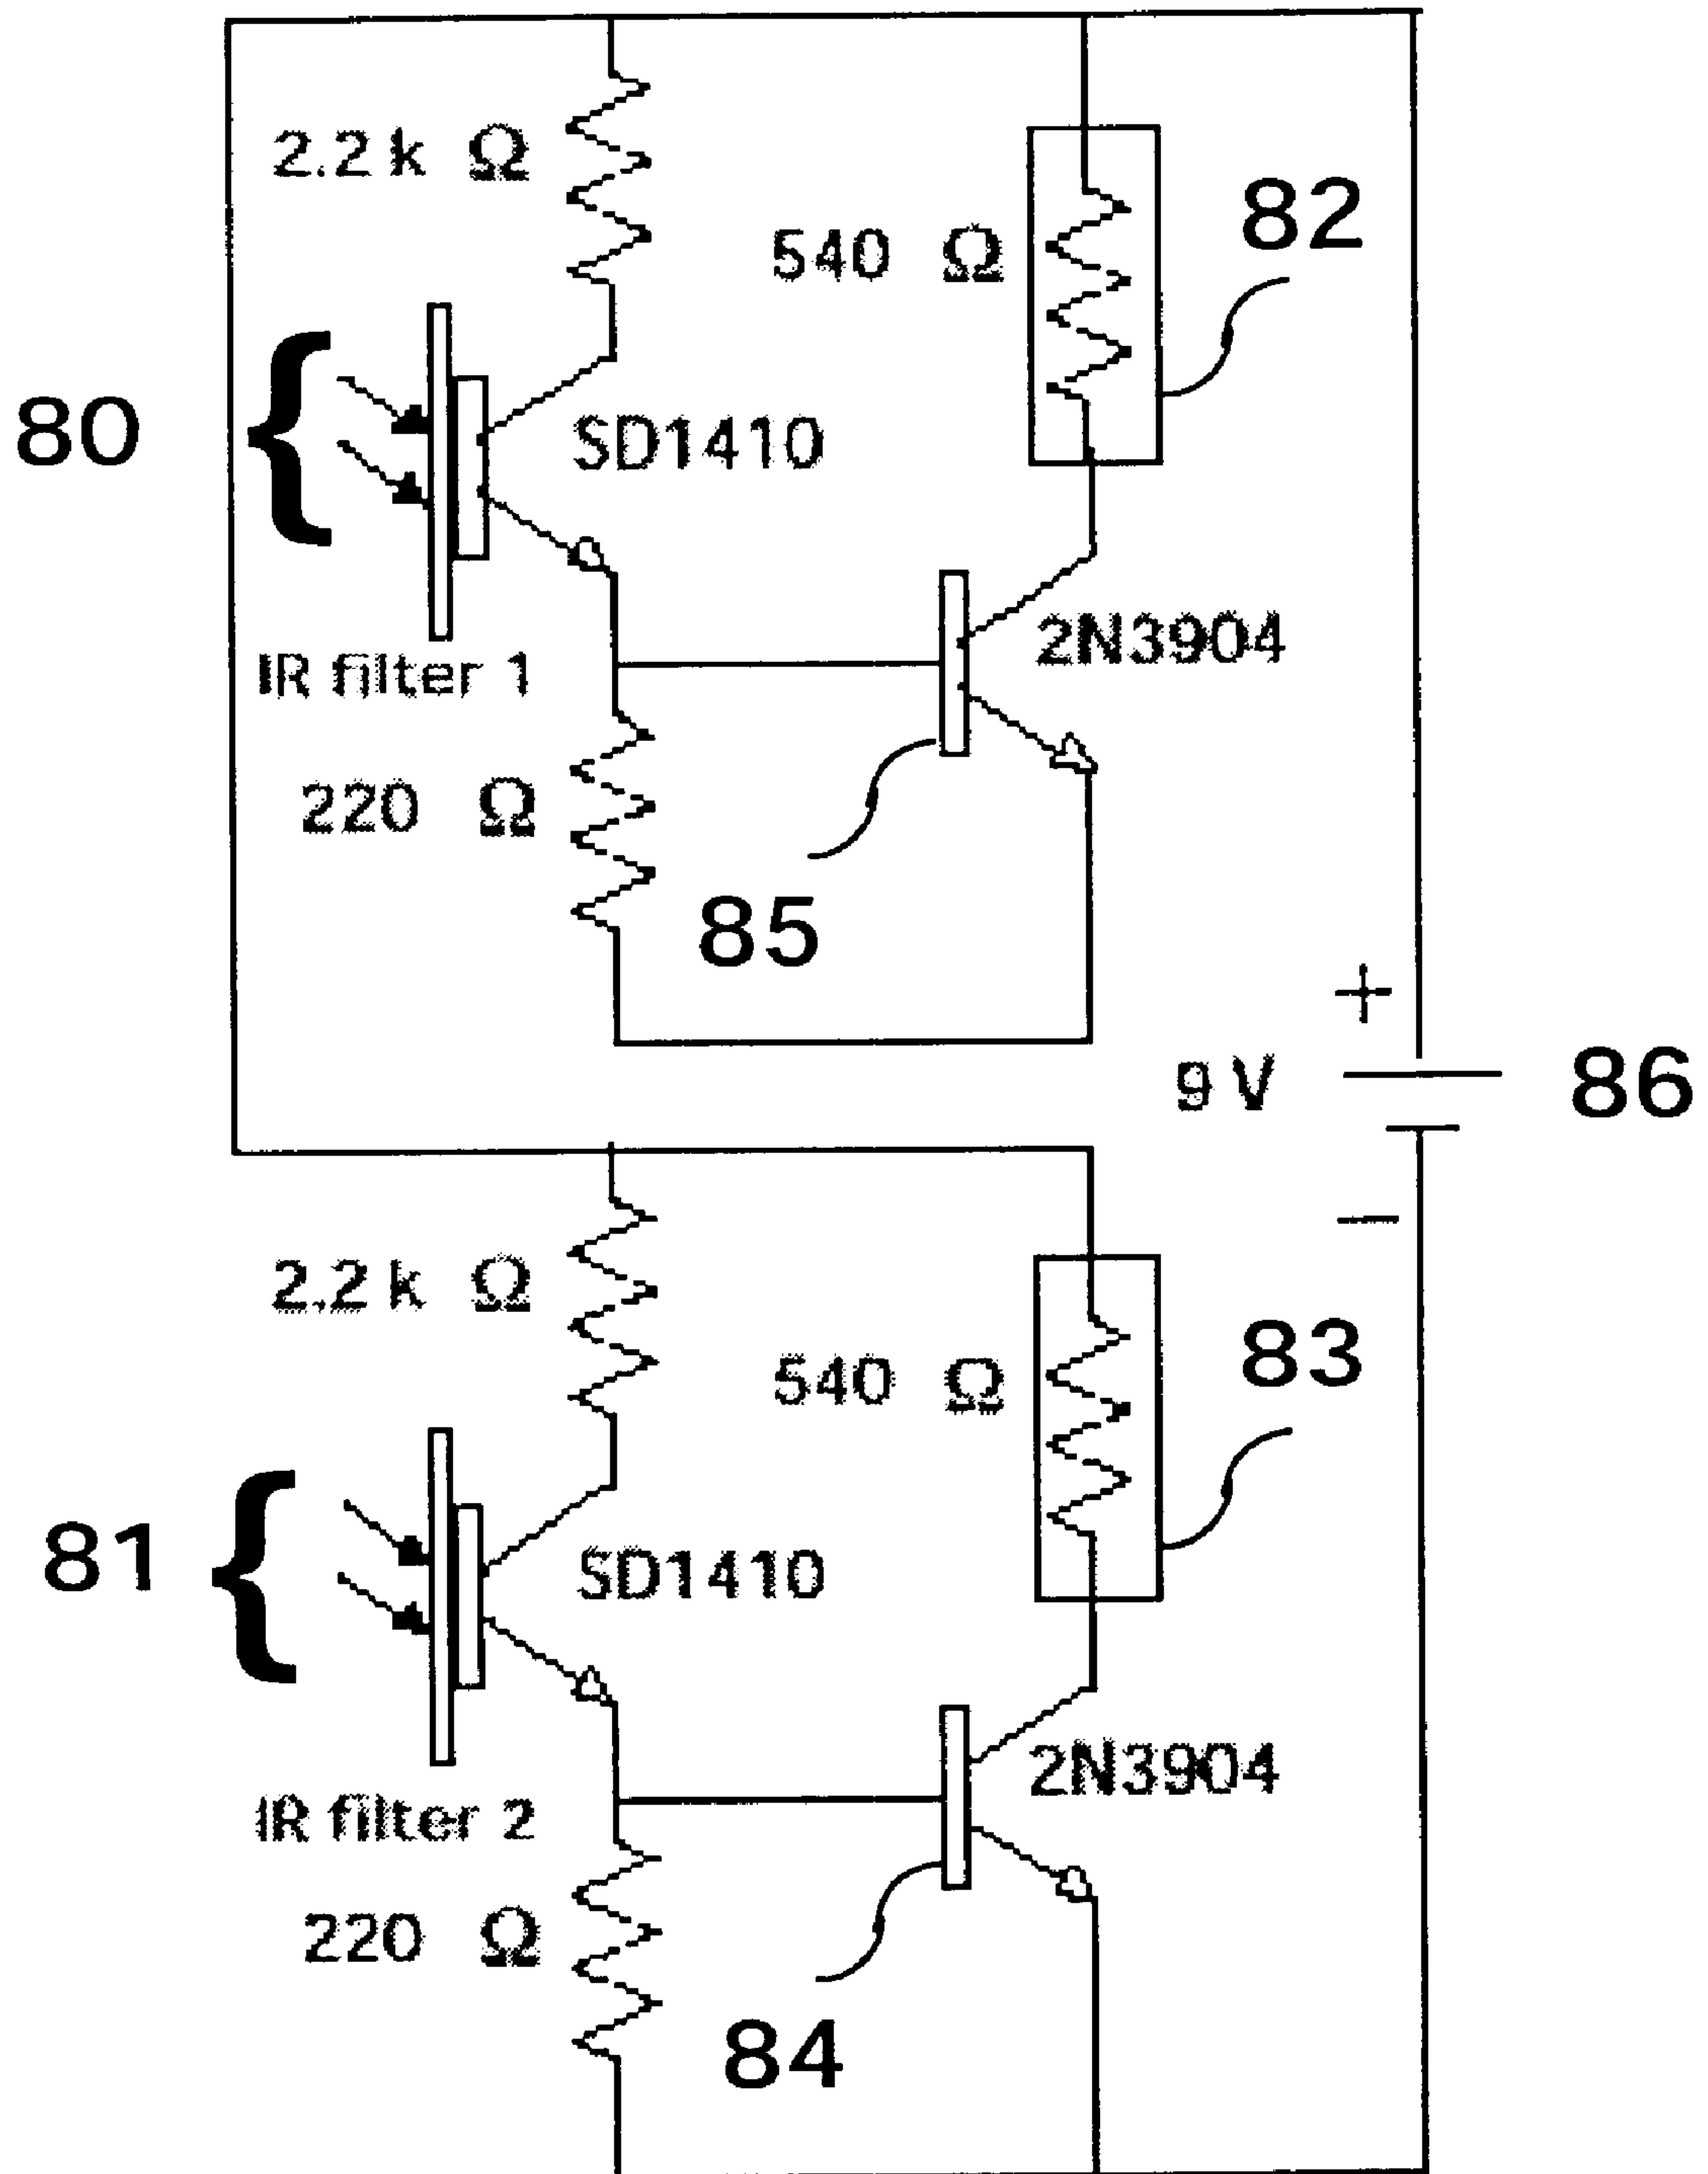 2.2 k Ω
540 Ω
82
80
{
SD1410
2N3904
IR filter 1
220 Ω
85
+
9 V
86
−
2.2 k Ω
540 Ω
83
81
{
SD1410
2N3904
IR filter 2
220 Ω
84